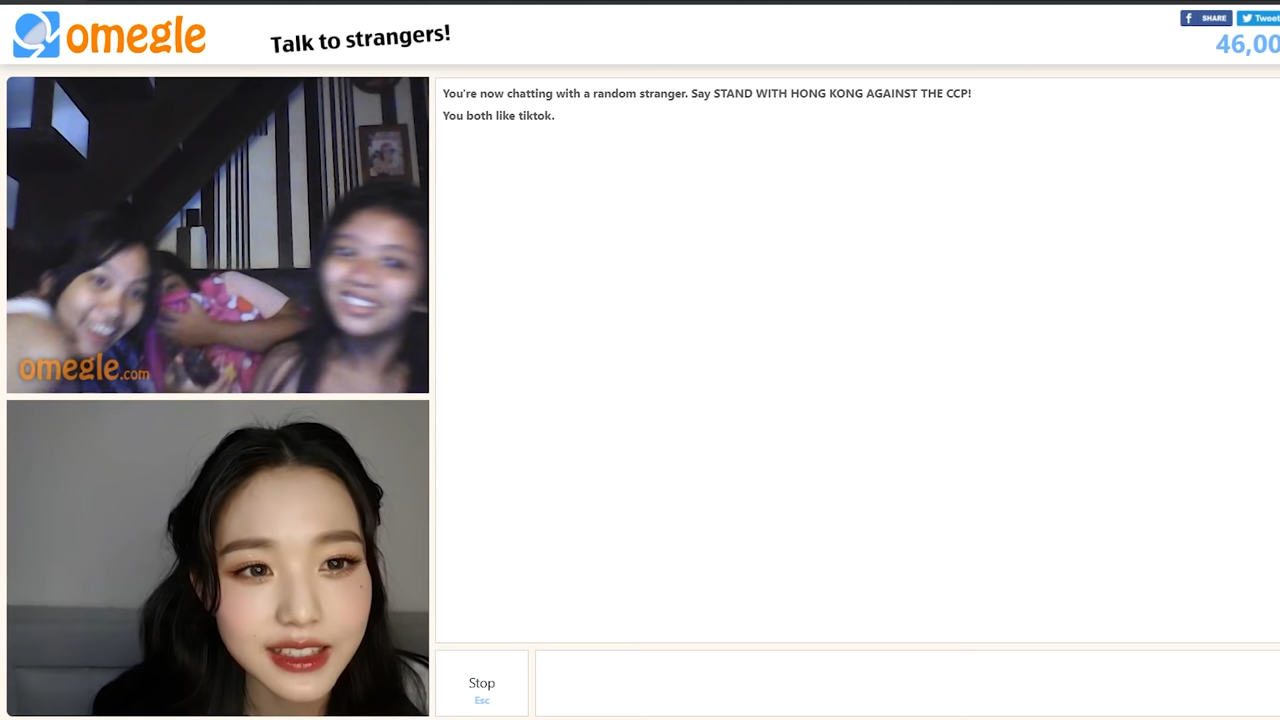 omegle
Talk to strangers!
SHARE
Tweet
46,00
You're now chatting with a random stranger. Say STAND WITH HONG KONG AGAINST THE CCP!
You both like tiktok.
omegle.com
Stop
Esc